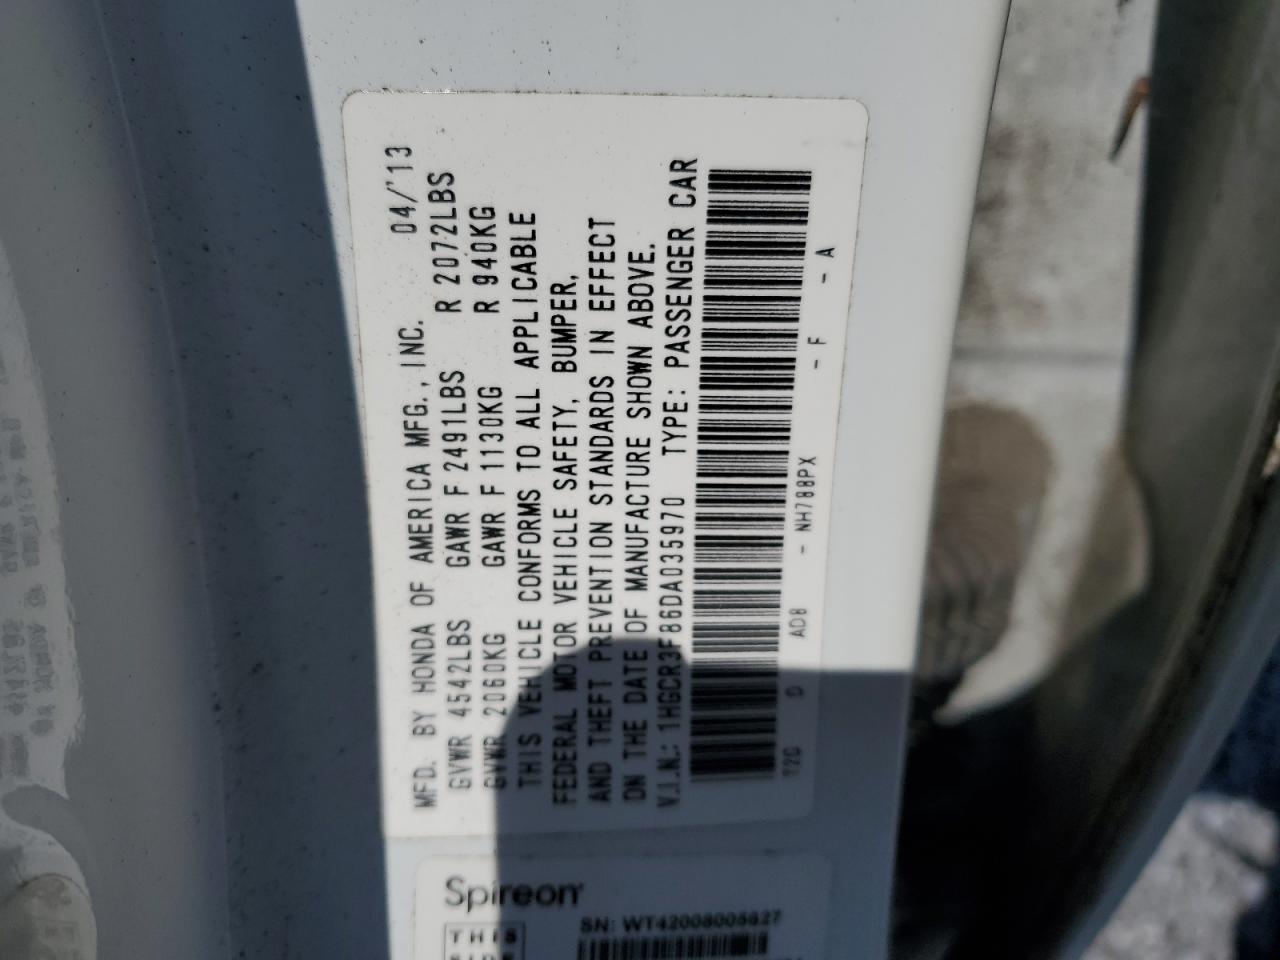 MFD. BY HONDA OF AMERICA MFG., INC. 04/'13
GVWR 4542LBS GAWR F 2491LBS R 2072LBS
GVWR 2060KG GAWR F 1130KG R 940KG
THIS VEHICLE CONFORMS TO ALL APPLICABLE
FEDERAL MOTOR VEHICLE SAFETY, BUMPER,
AND THEFT PREVENTION STANDARDS IN EFFECT
ON THE DATE OF MANUFACTURE SHOWN ABOVE.
V.I.N.: 1HGCR3F86DA035970 TYPE: PASSENGER CAR
T2G D AD8 - NH788PX - F - A
Spireon
SN: WT42008005627
THIS